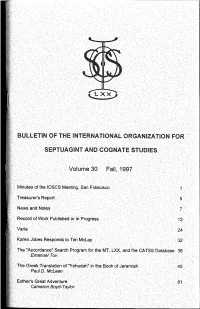 IOSCS
LXX
BULLETIN OF THE INTERNATIONAL ORGANIZATION FOR
SEPTUAGINT AND COGNATE STUDIES
Volume 30 Fall, 1997
Minutes of the IOSCS Meeting, San Francisco 1
Treasurer's Report 5
News and Notes 7
Record of Work Published or in Progress 12
Varia 24
Karen Jobes Responds to Tim McLay 32
The "Accordance" Search Program for the MT, LXX, and the CATSS Database 36
Emanuel Tov
The Greek Translation of "Yehudah" in the Book of Jeremiah 45
Paul D. McLean
Esther's Great Adventure 81
Cameron Boyd-Taylor